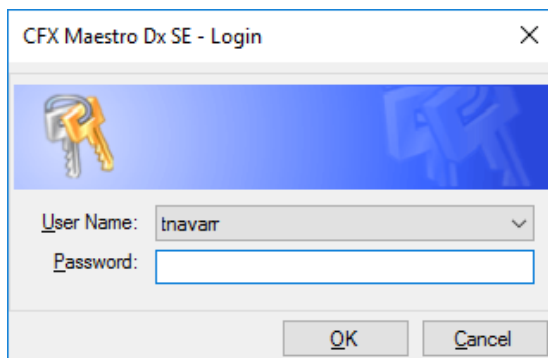 CFX Maestro Dx SE - Login
User Name: tnavarr
Password:
OK Cancel